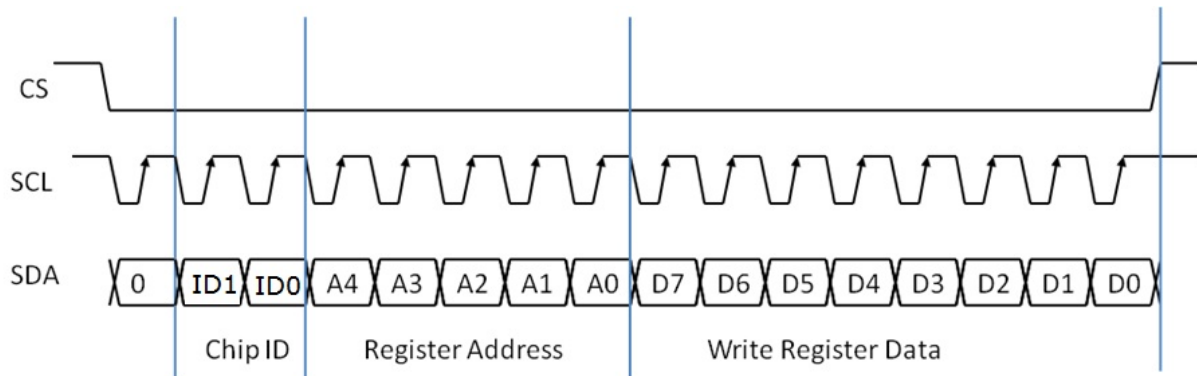 CS
SCL
SDA 0 ID1 ID0 A4 A3 A2 A1 A0 D7 D6 D5 D4 D3 D2 D1 D0
Chip ID Register Address Write Register Data